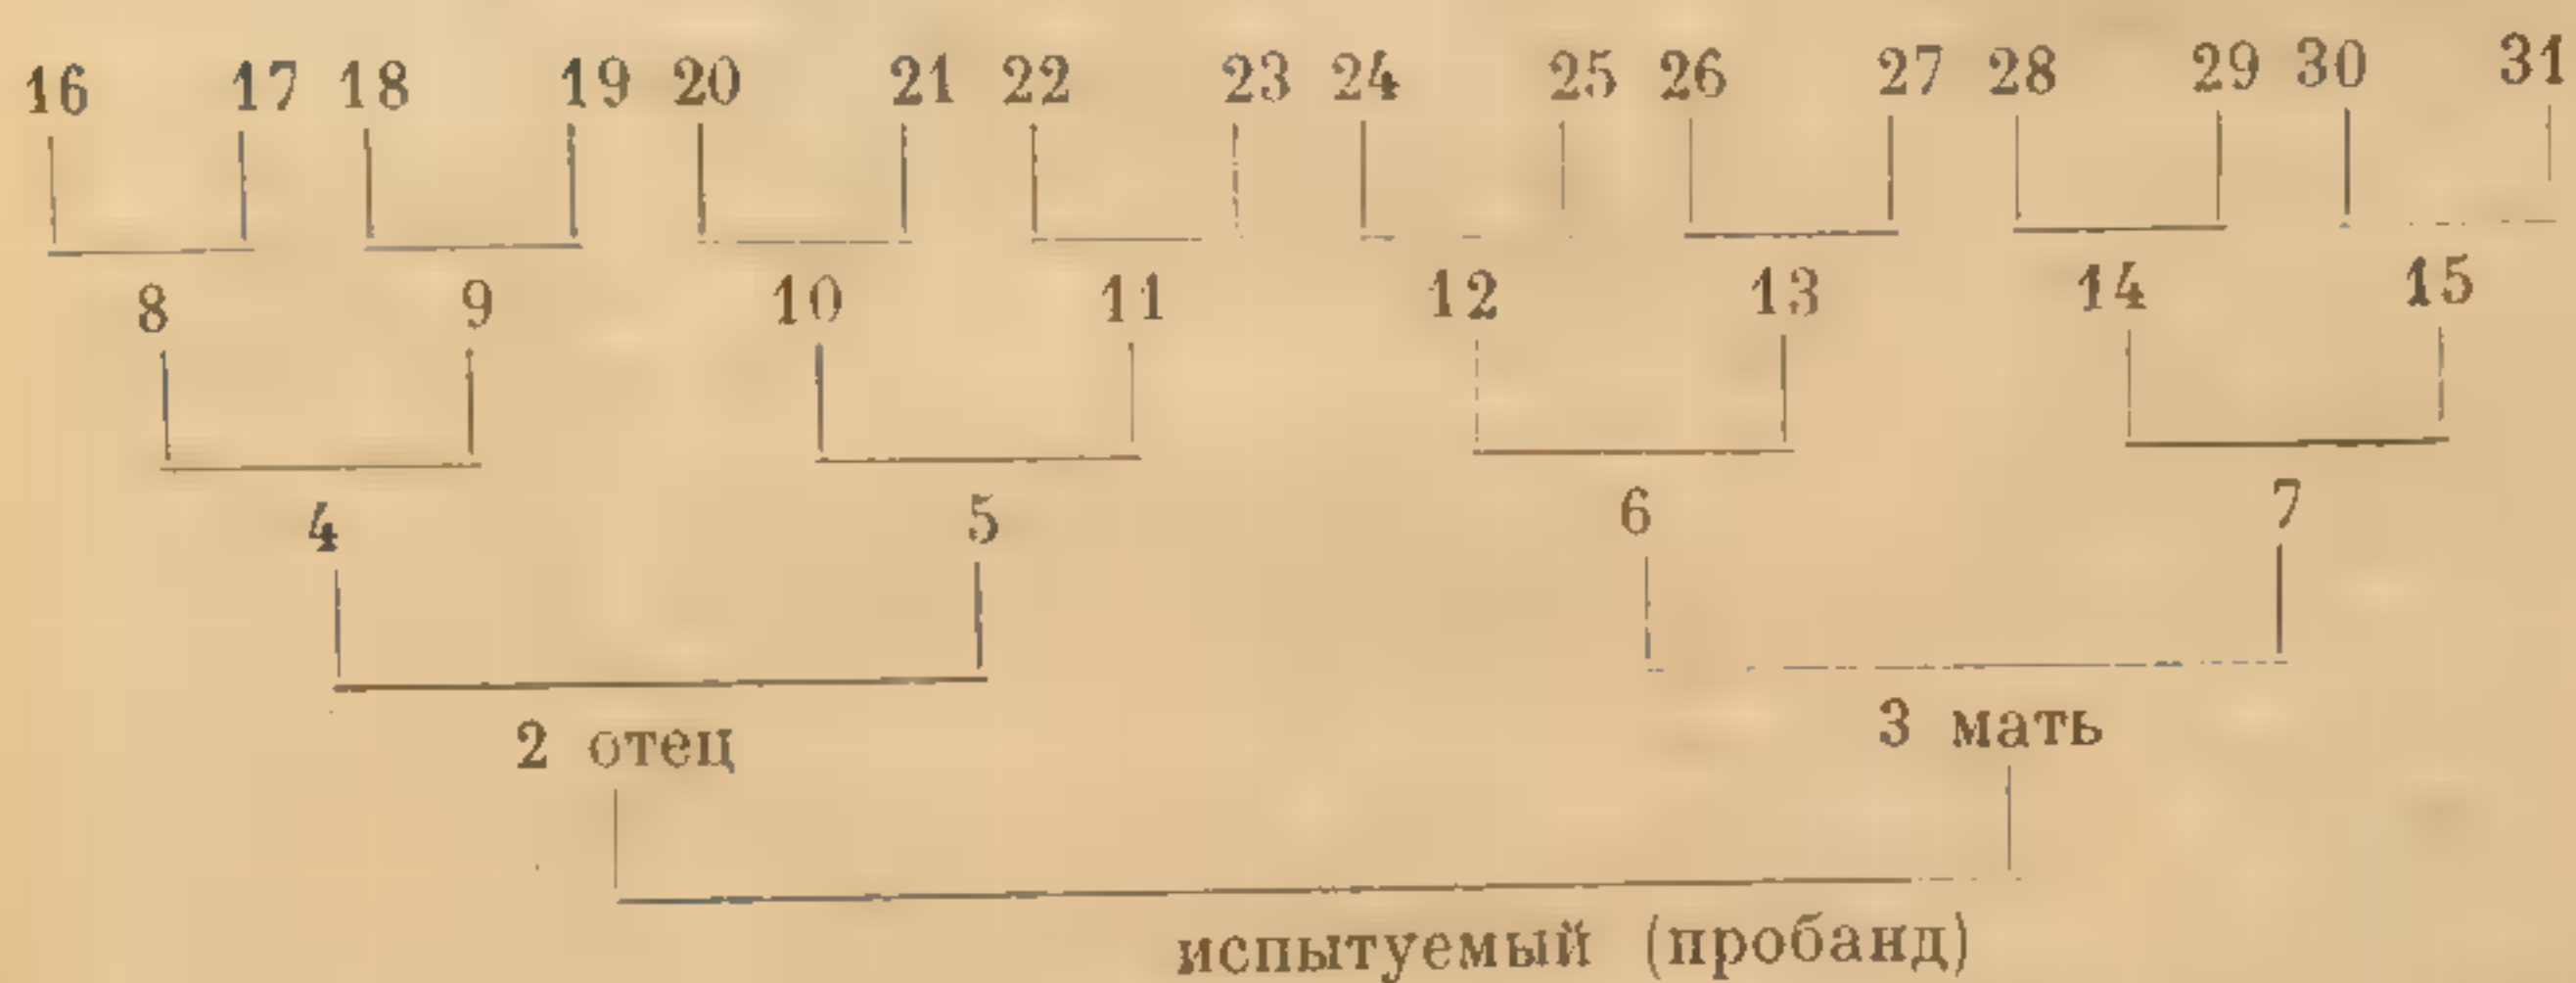 16 17 18 19 20 21 22 23 24 25 26 27 28 29 30 31
8 9 10 11 12 13 14 15
4 5 6 7
2 отец 3 мать
испытуемый (пробанд)